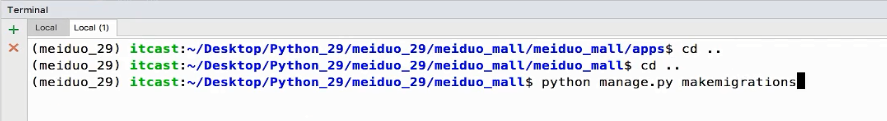 Terminal
Local Local (1)
(meiduo_29) itcast:~/Desktop/Python_29/meiduo_29/meiduo_mall/meiduo_mall/apps$ cd ..
(meiduo_29) itcast:~/Desktop/Python_29/meiduo_29/meiduo_mall/meiduo_mall$ cd ..
(meiduo_29) itcast:~/Desktop/Python_29/meiduo_29/meiduo_mall$ python manage.py makemigrations